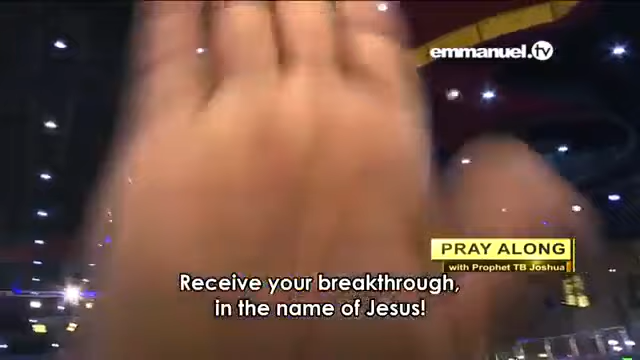 emmanuel.tv
PRAY ALONG
with Prophet TB Joshua
Receive your breakthrough,
in the name of Jesus!